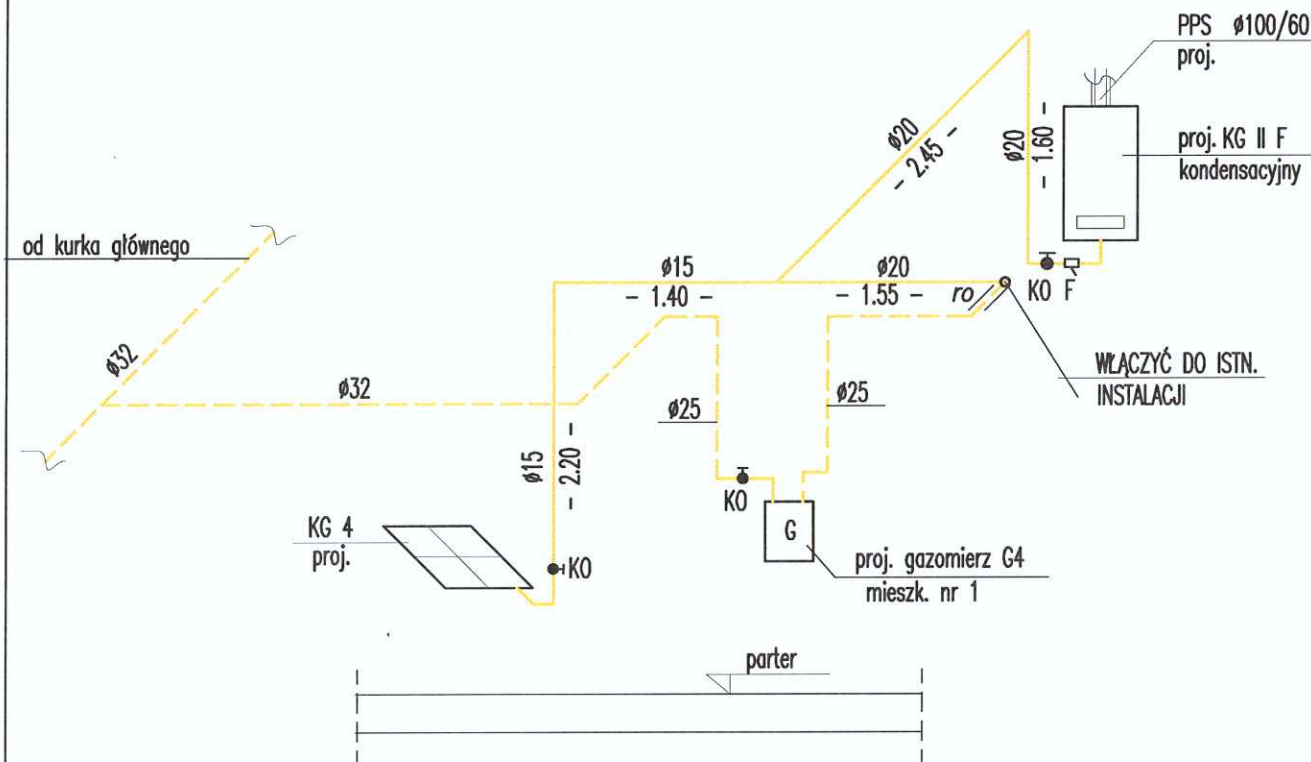 PPS ø100/60
proj.
proj. KG II F
kondensacyjny
ø20
- 2.45 -
ø20
- 1.60 -
od kurka głównego
ø15
- 1.40 -
ø20
- 1.55 -
ro
KO F
WŁĄCZYĆ DO ISTN.
INSTALACJI
ø32
ø32
ø25
ø25
ø15
- 2.20 -
KO
G
KG 4
proj.
KO
proj. gazomierz G4
mieszk. nr 1
parter